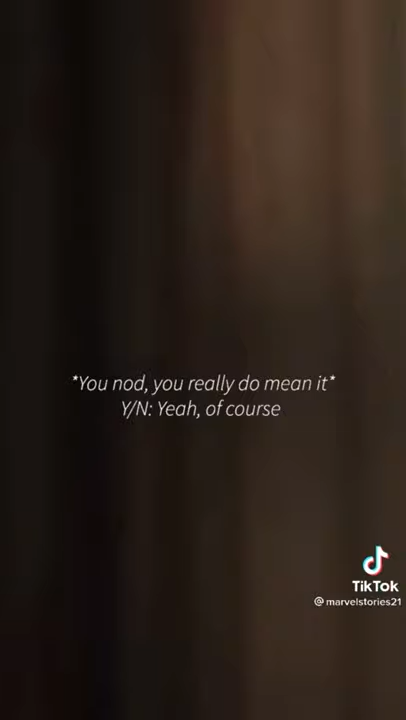 *You nod, you really do mean it*
Y/N: Yeah, of course
TikTok
@marvelstories21